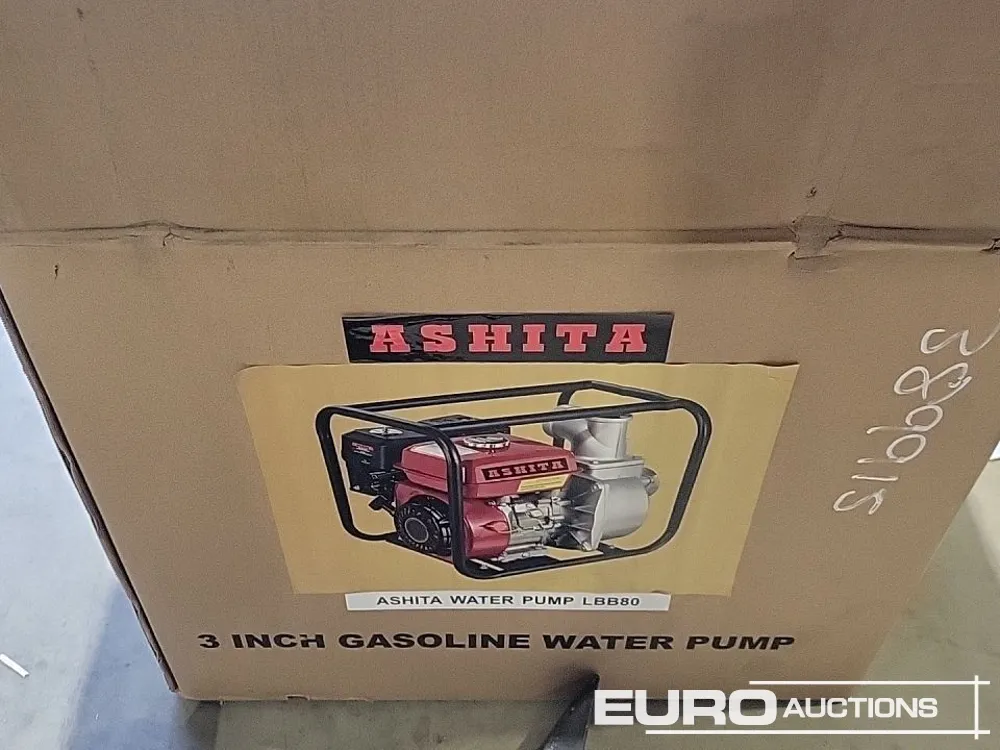 ASHITA
ASHITA
ASHITA WATER PUMP LBB80
3 INCH GASOLINE WATER PUMP
EURO AUCTIONS